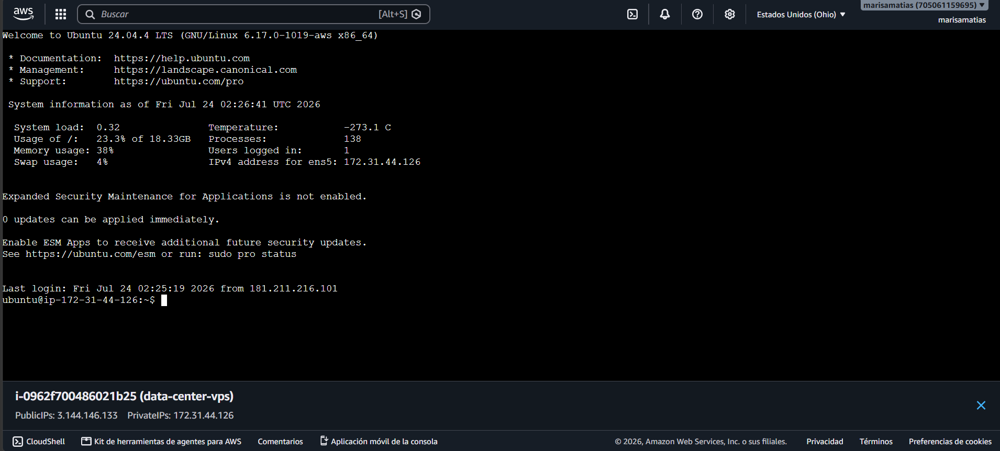 aws
Buscar [Alt+S]
Estados Unidos (Ohio)
marisamatias (705061159695)
marisamatias
Welcome to Ubuntu 24.04.4 LTS (GNU/Linux 6.17.0-1019-aws x86_64)
* Documentation: https://help.ubuntu.com
* Management: https://landscape.canonical.com
* Support: https://ubuntu.com/pro
System information as of Fri Jul 24 02:26:41 UTC 2026
System load: 0.32 Temperature: -273.1 C
Usage of /: 23.3% of 18.33GB Processes: 138
Memory usage: 38% Users logged in: 1
Swap usage: 4% IPv4 address for ens5: 172.31.44.126
Expanded Security Maintenance for Applications is not enabled.
0 updates can be applied immediately.
Enable ESM Apps to receive additional future security updates.
See https://ubuntu.com/esm or run: sudo pro status
Last login: Fri Jul 24 02:25:19 2026 from 181.211.216.101
ubuntu@ip-172-31-44-126:~$
i-0962f700486021b25 (data-center-vps)
PublicIPs: 3.144.146.133 PrivateIPs: 172.31.44.126
CloudShell Kit de herramientas de agentes para AWS Comentarios Aplicación móvil de la consola © 2026, Amazon Web Services, Inc. o sus filiales. Privacidad Términos Preferencias de cookies